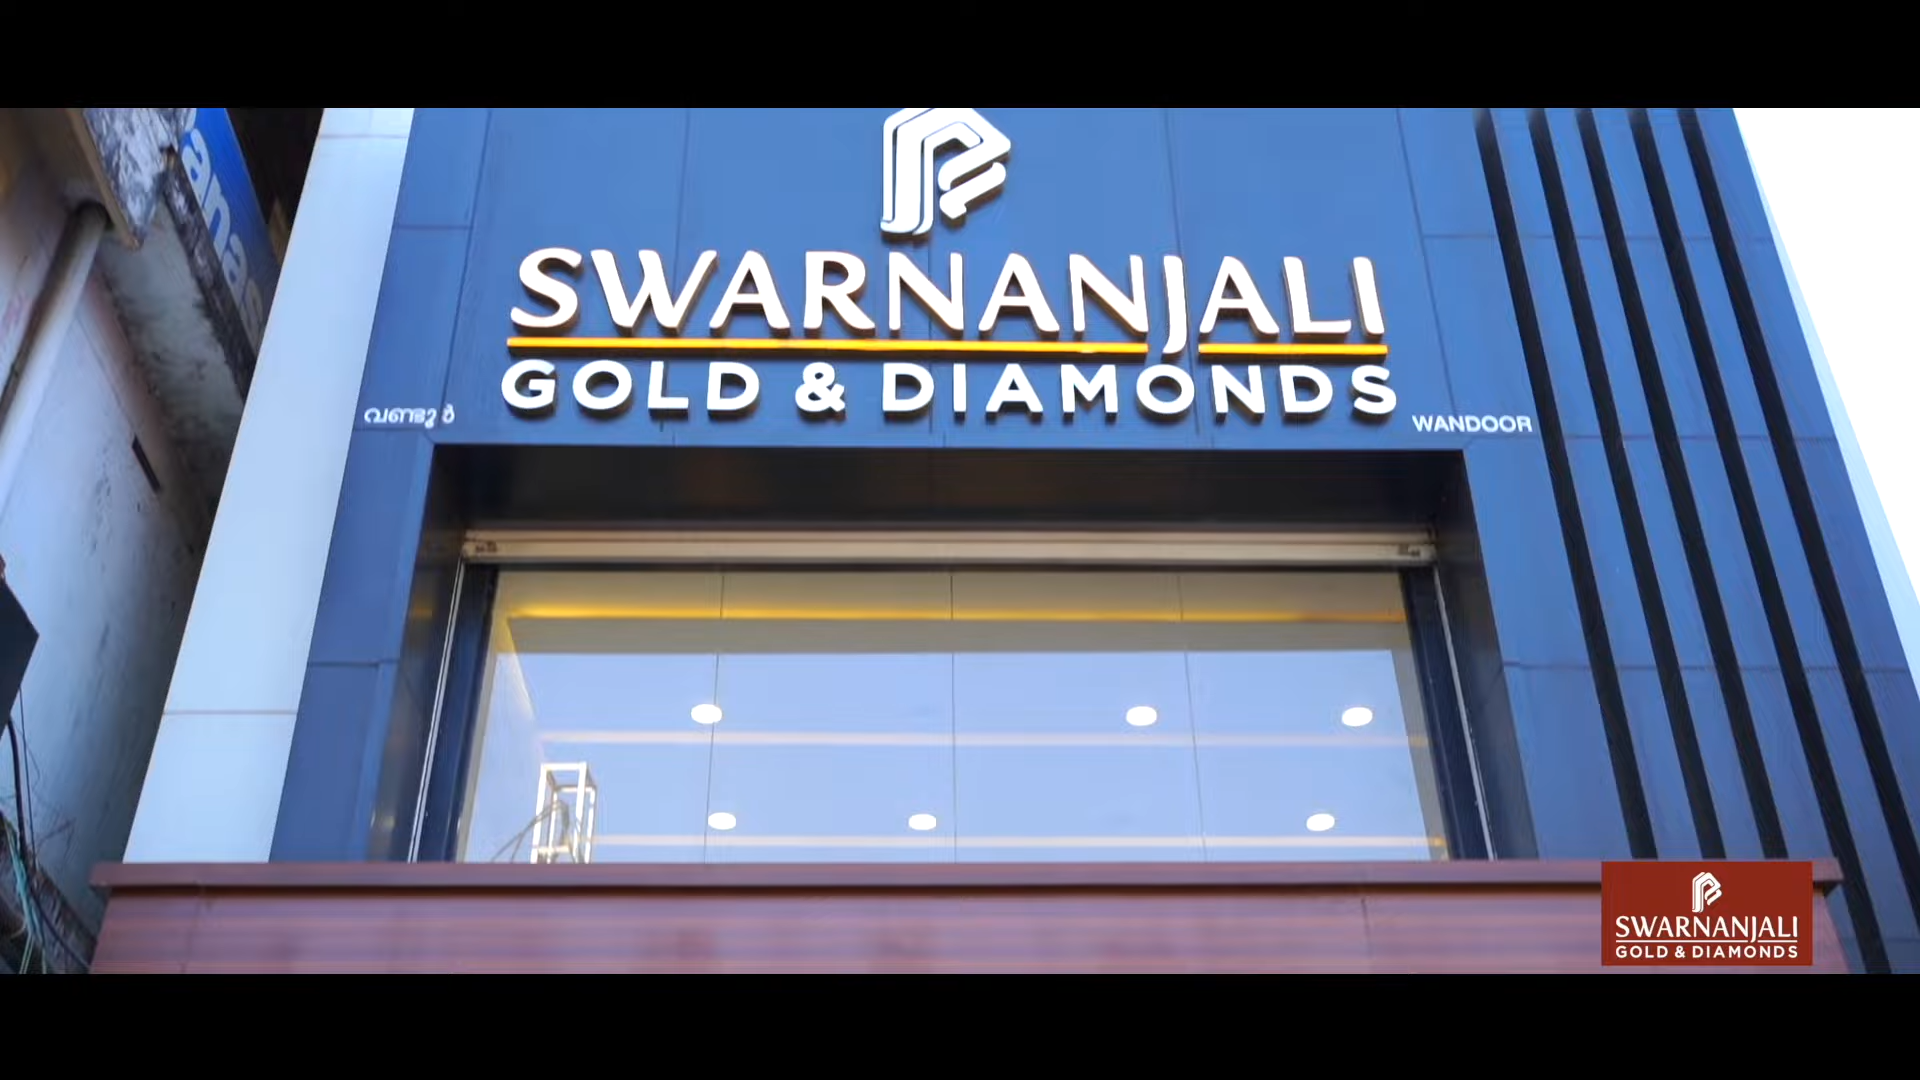 SWARNANJALI
GOLD & DIAMONDS
വണ്ടൂർ
WANDOOR
SWARNANJALI
GOLD & DIAMONDS